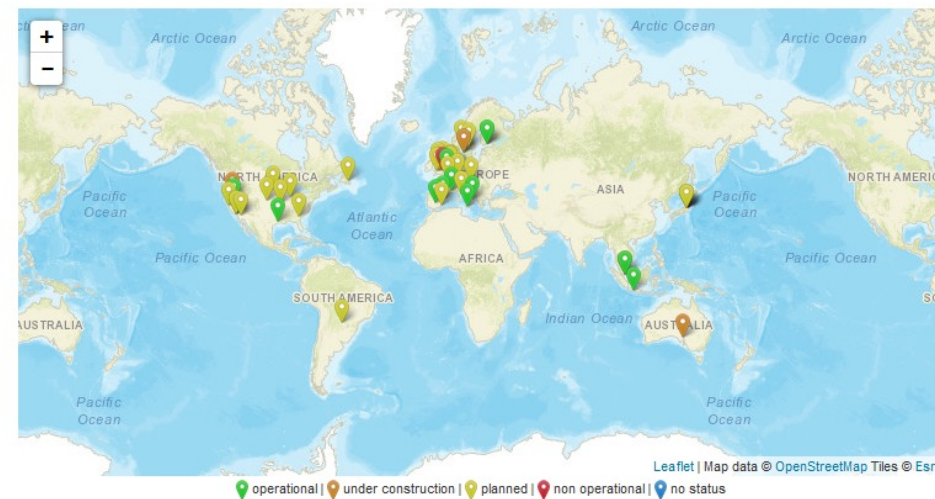 +
−
Arctic Ocean
Arctic Ocean
Arctic Ocean
NORTH AMERICA
EUROPE
ASIA
NORTH AMERIC
Pacific
Ocean
Atlantic
Ocean
Pacific
Ocean
Pacific Ocean
AFRICA
Pacific Ocean
SOUTH AMERICA
Indian Ocean
AUSTRALIA
AUSTRALIA
Pacific
Ocean
Pacific
Ocean
Leaflet | Map data © OpenStreetMap Tiles © Esr
operational | under construction | planned | non operational | no status